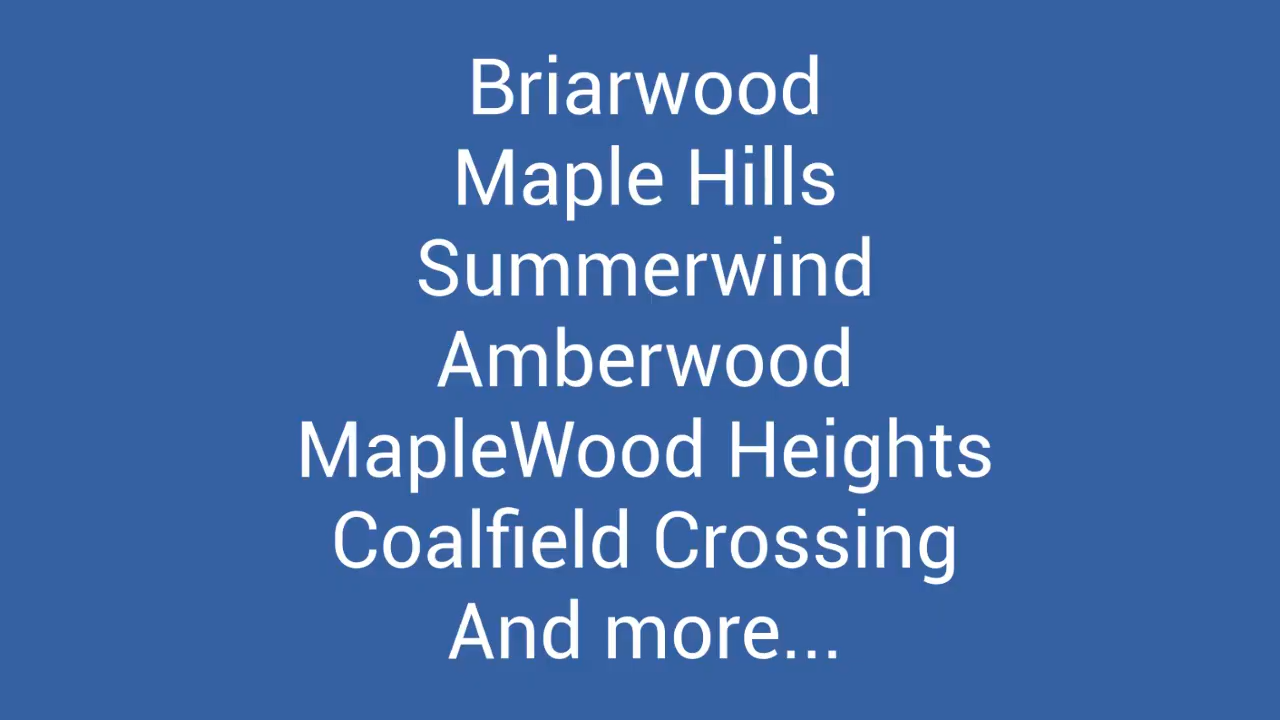 Briarwood
Maple Hills
Summerwind
Amberwood
MapleWood Heights
Coalfield Crossing
And more...